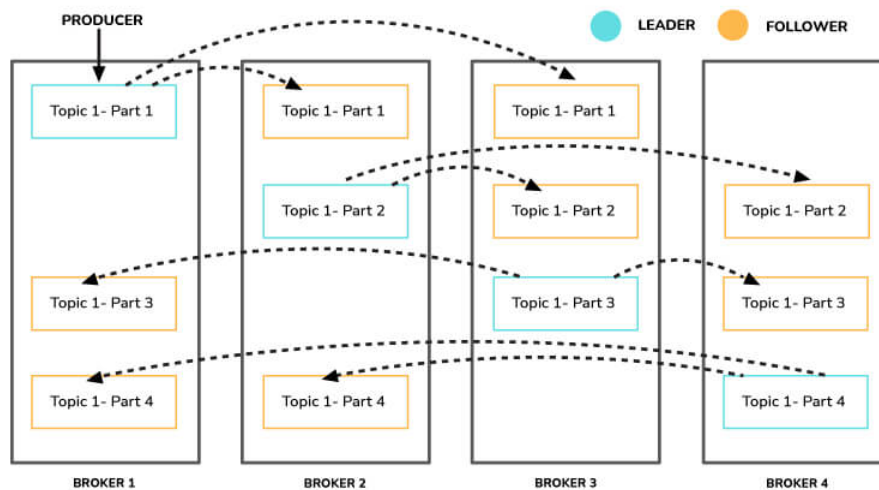 PRODUCER
LEADER
FOLLOWER
Topic 1- Part 1
Topic 1- Part 1
Topic 1- Part 1
Topic 1- Part 2
Topic 1- Part 2
Topic 1- Part 2
Topic 1- Part 3
Topic 1- Part 3
Topic 1- Part 3
Topic 1- Part 4
Topic 1- Part 4
Topic 1- Part 4
BROKER 1
BROKER 2
BROKER 3
BROKER 4